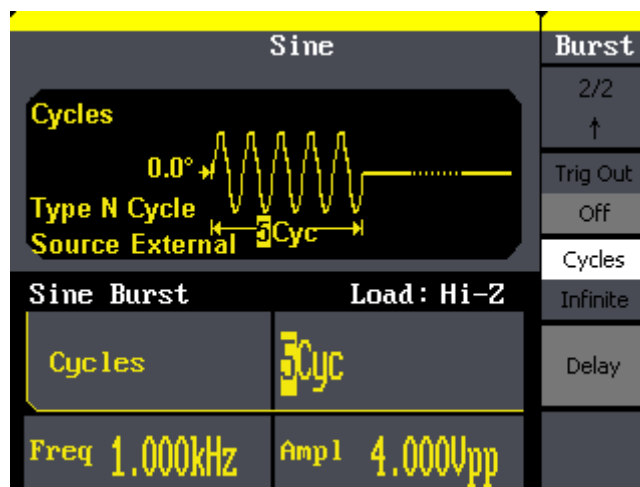 Sine
Burst
Cycles
0.0°
Type N Cycle
Source External
5Cyc
2/2
↑
Trig Out
Off
Cycles
Infinite
Delay
Sine Burst
Load: Hi-Z
Cycles
5Cyc
Freq 1.000kHz
Ampl 4.000Vpp